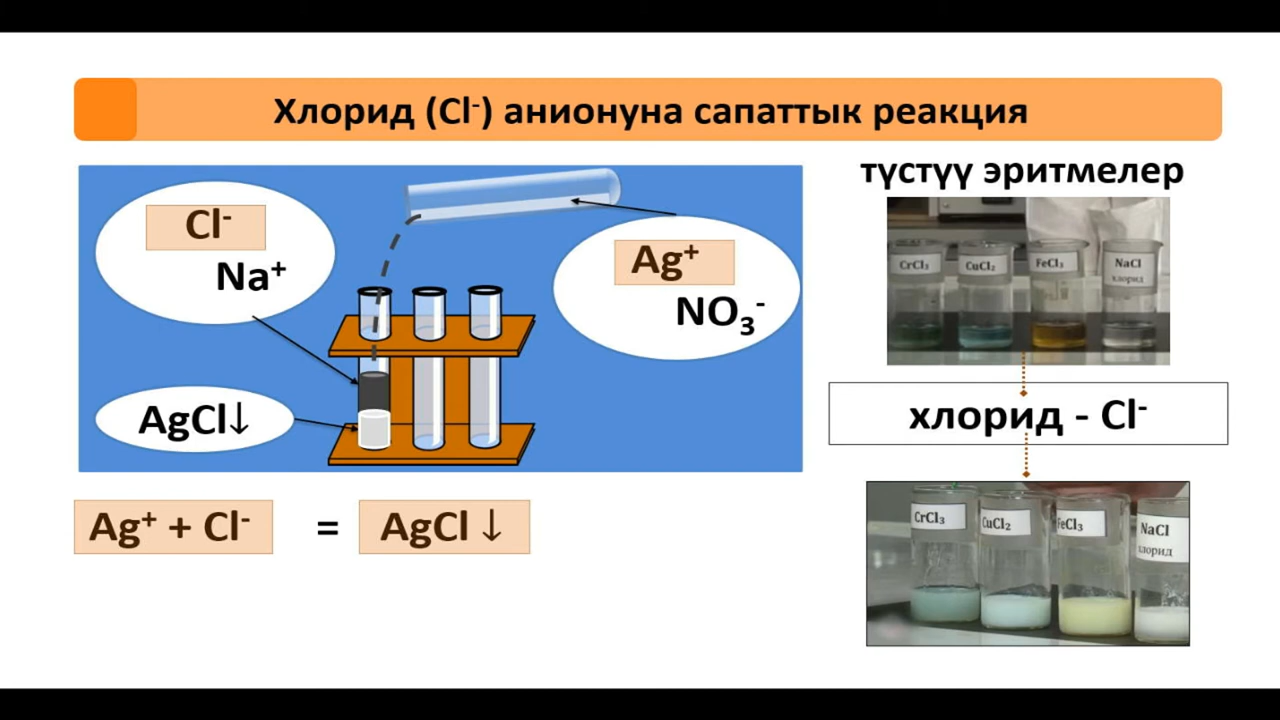 Хлорид (Cl⁻) анионуна сапаттык реакция
Cl⁻
Na⁺
Ag⁺
NO₃⁻
AgCl↓
Ag⁺ + Cl⁻ = AgCl ↓
түстүү эритмелер
CrCl₃
CuCl₂
FeCl₃
NaCl
хлорид
хлорид - Cl⁻
CrCl₃
CuCl₂
FeCl₃
NaCl
хлорид